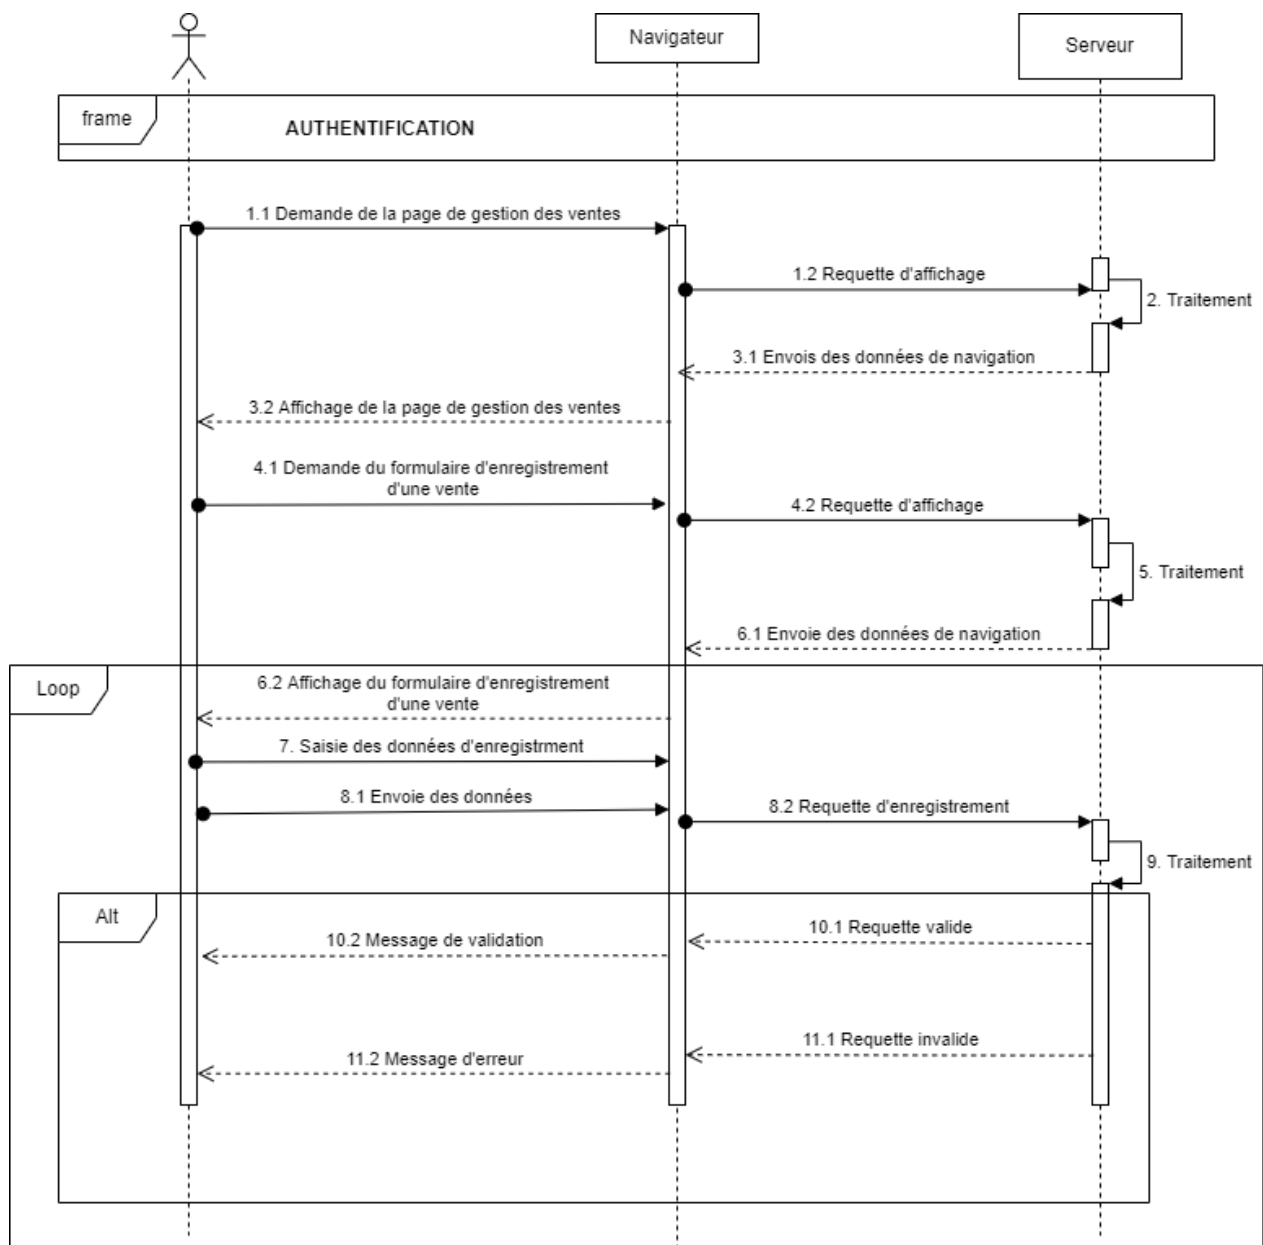 Navigateur
Serveur
frame
AUTHENTIFICATION
1.1 Demande de la page de gestion des ventes
1.2 Requette d'affichage
2. Traitement
3.1 Envois des données de navigation
3.2 Affichage de la page de gestion des ventes
4.1 Demande du formulaire d'enregistrement
d'une vente
4.2 Requette d'affichage
5. Traitement
6.1 Envoie des données de navigation
Loop
6.2 Affichage du formulaire d'enregistrement
d'une vente
7. Saisie des données d'enregistrment
8.1 Envoie des données
8.2 Requette d'enregistrement
9. Traitement
Alt
10.1 Requette valide
10.2 Message de validation
11.1 Requette invalide
11.2 Message d'erreur